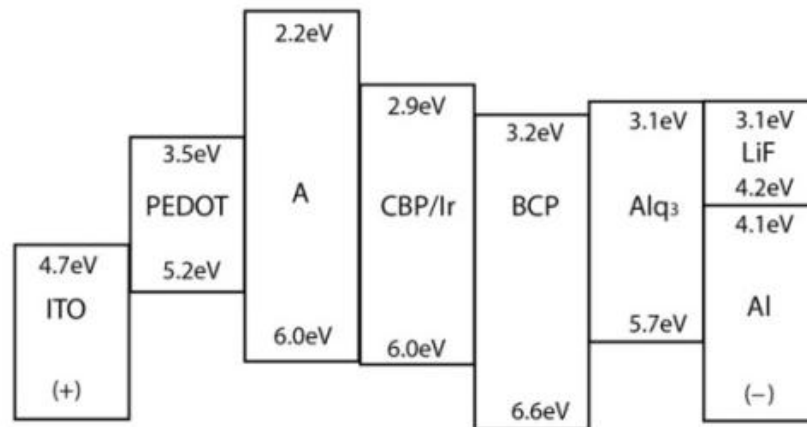 4.7eV
ITO
(+)
3.5eV
PEDOT
5.2eV
2.2eV
A
6.0eV
2.9eV
CBP/Ir
6.0eV
3.2eV
BCP
6.6eV
3.1eV
Alq₃
5.7eV
3.1eV
LiF
4.2eV
4.1eV
Al
(−)